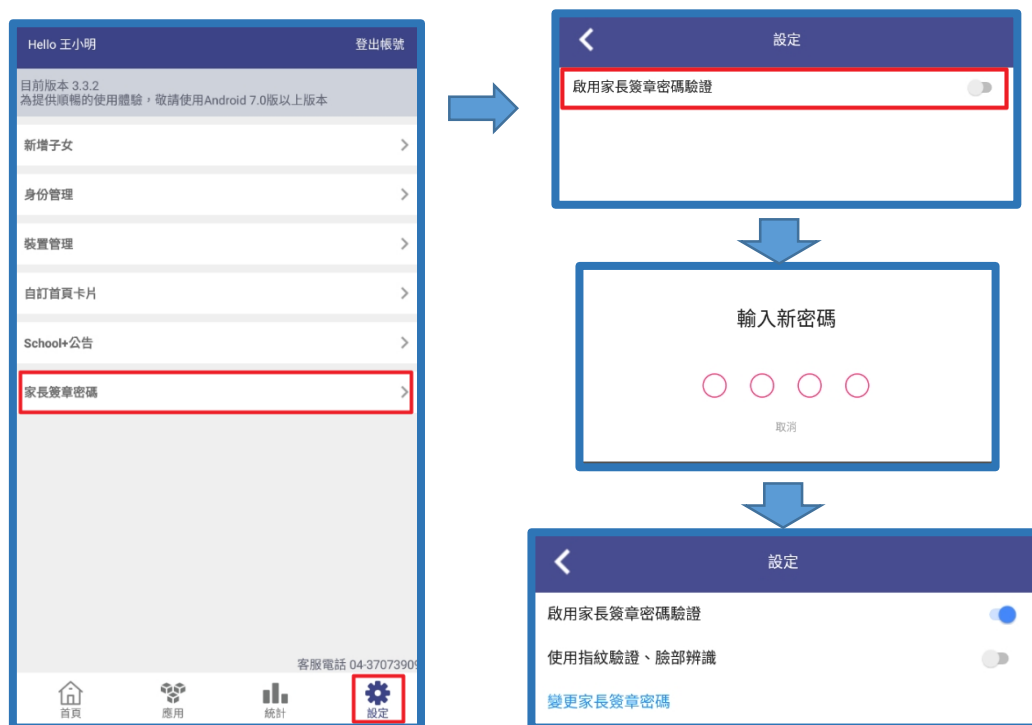 Hello 王小明
登出帳號
目前版本 3.3.2
為提供順暢的使用體驗，敬請使用Android 7.0版以上版本
新增子女
身份管理
裝置管理
自訂首頁卡片
School+公告
家長簽章密碼
客服電話 04-37073909
首頁
應用
統計
設定
設定
啟用家長簽章密碼驗證
輸入新密碼
取消
設定
啟用家長簽章密碼驗證
使用指紋驗證、臉部辨識
變更家長簽章密碼